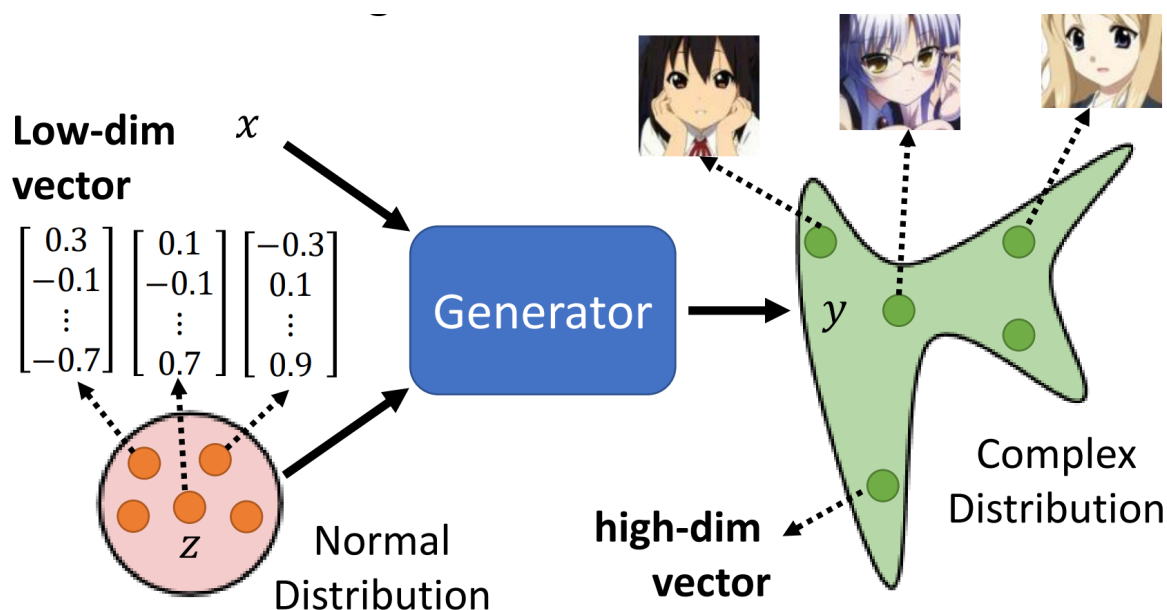 Low-dim
vector
x
[0.3 −0.1 ⋮ −0.7]
[0.1 −0.1 ⋮ 0.7]
[−0.3 0.1 ⋮ 0.9]
Generator
y
z
Normal
Distribution
high-dim
vector
Complex
Distribution